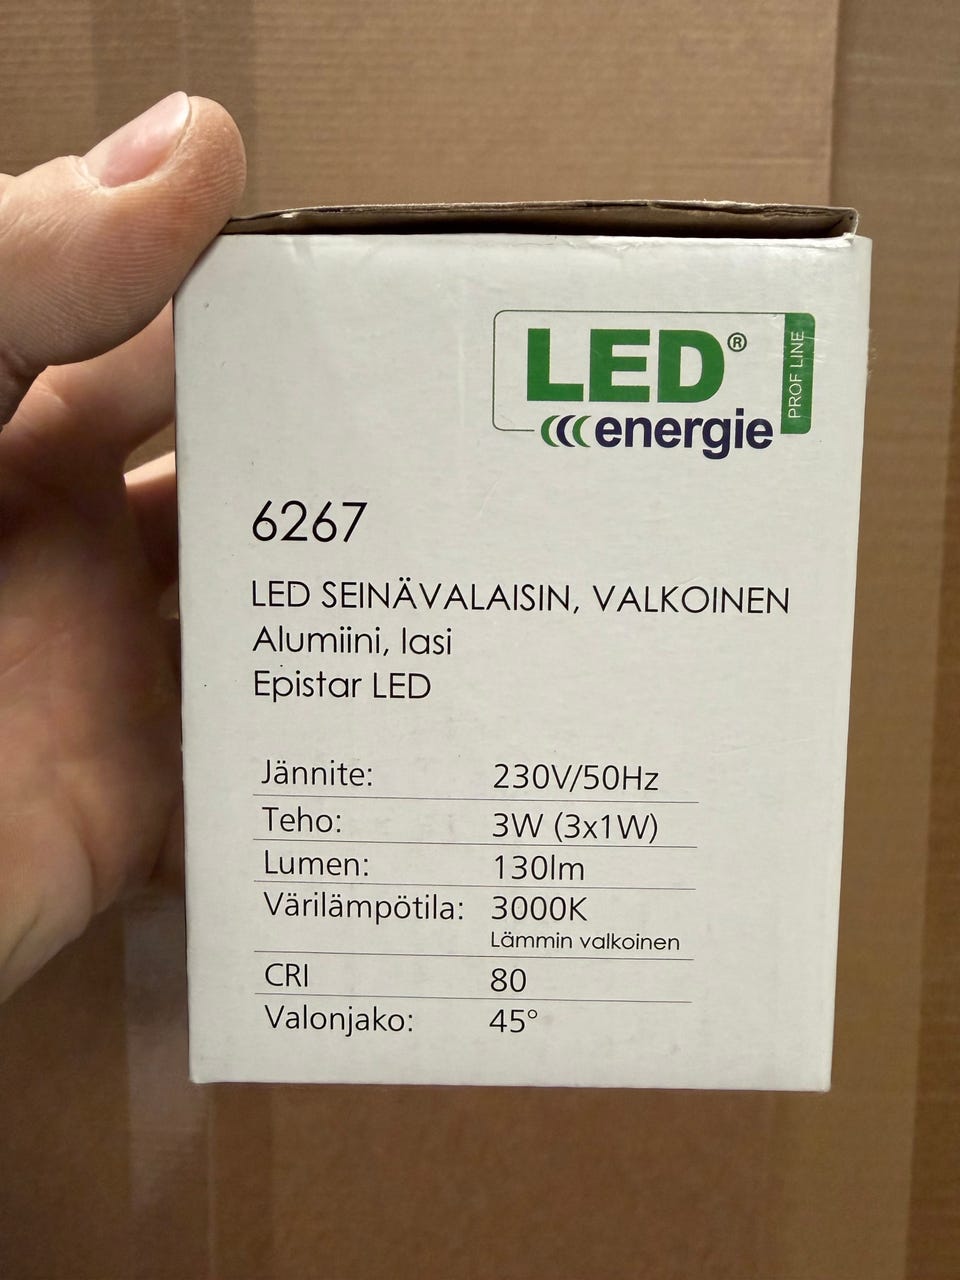 LED®
energie
PROF LINE
6267
LED SEINÄVALAISIN, VALKOINEN
Alumiini, lasi
Epistar LED
Jännite: 230V/50Hz
Teho: 3W (3x1W)
Lumen: 130lm
Värilämpötila: 3000K
Lämmin valkoinen
CRI 80
Valonjako: 45°